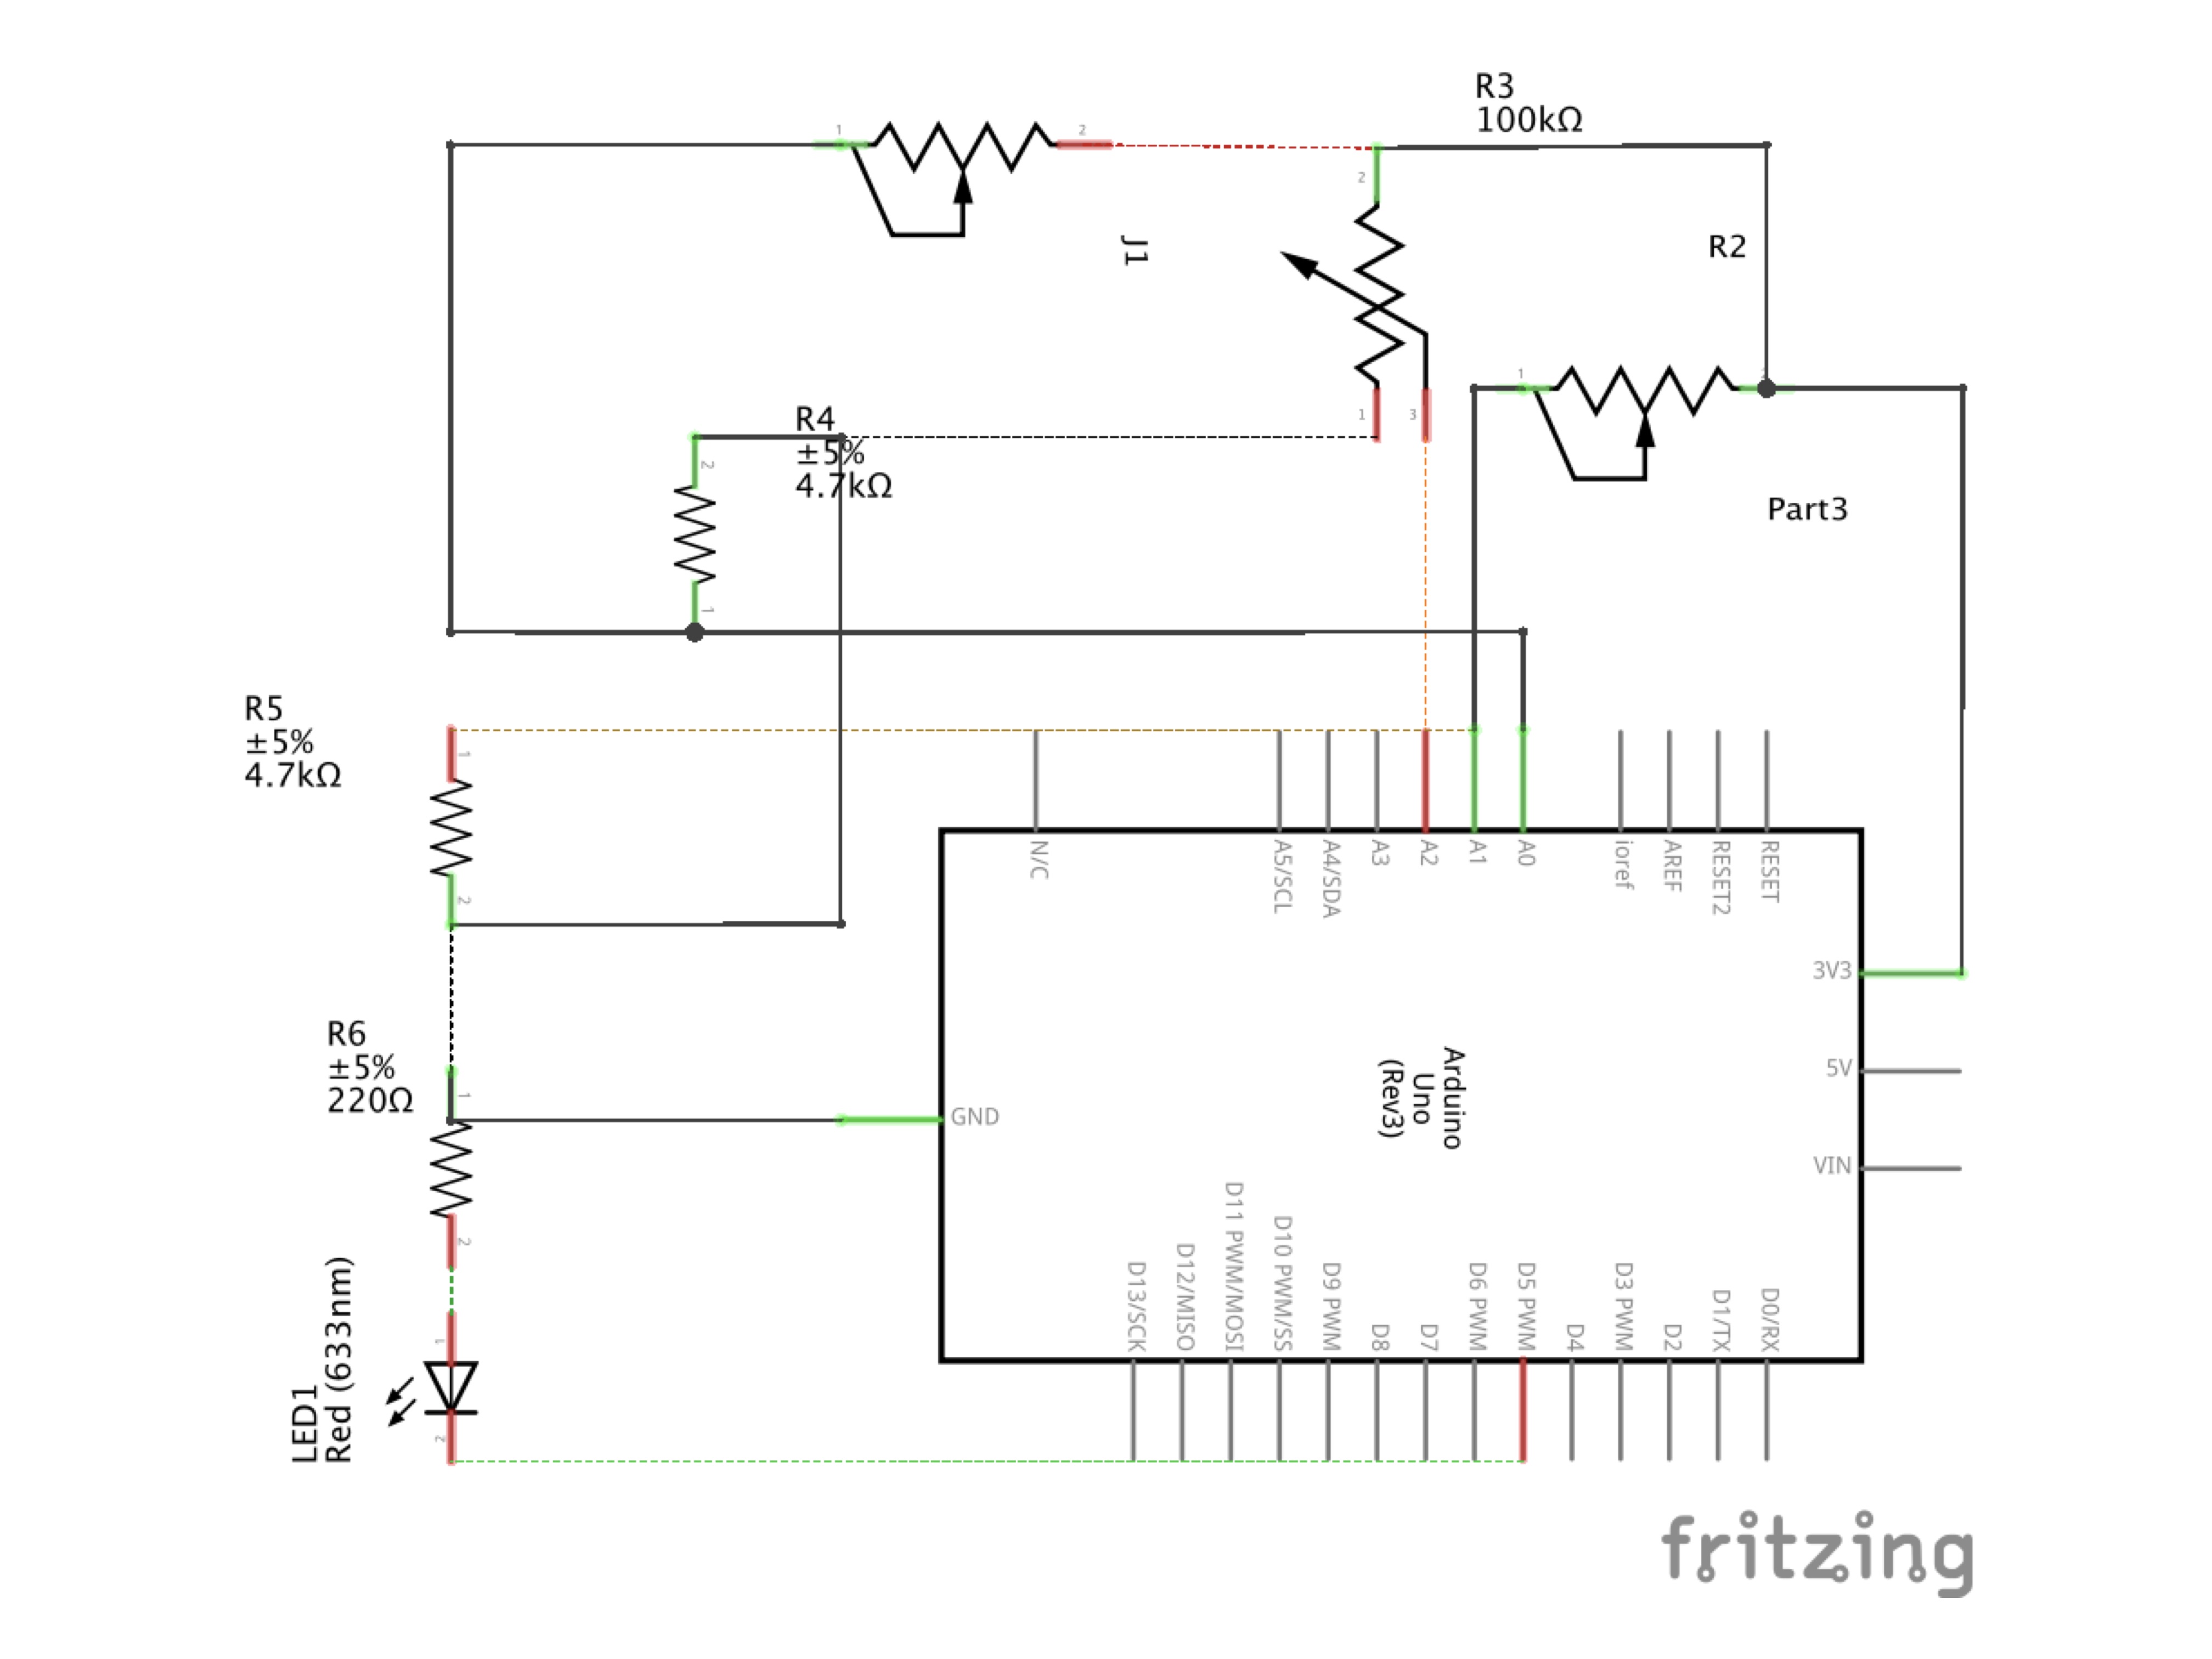 R3
100kΩ
1
2
2
J1
R2
1
2
1
3
R4
±5%
4.7kΩ
2
Part3
1
R5
±5%
4.7kΩ
1
2
N/C
A5/SCL
A4/SDA
A3
A2
A1
A0
ioref
AREF
RESET2
RESET
3V3
R6
±5%
220Ω
1
GND
Arduino
Uno
(Rev3)
5V
VIN
2
D13/SCK
D12/MISO
D11 PWM/MOSI
D10 PWM/SS
D9 PWM
D8
D7
D6 PWM
D5 PWM
D4
D3 PWM
D2
D1/TX
D0/RX
LED1
Red (633nm)
1
2
fritzing